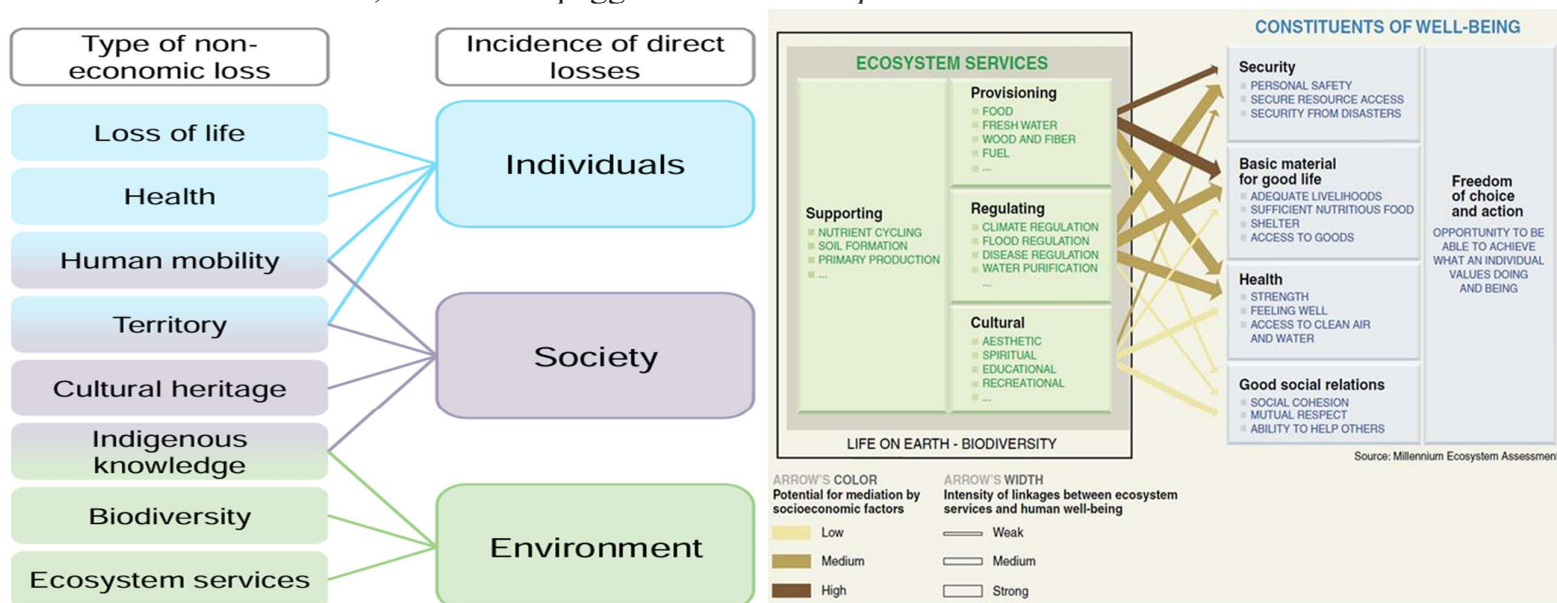 Type of non-
economic loss
Incidence of direct
losses
Loss of life
Health
Human mobility
Territory
Cultural heritage
Indigenous
knowledge
Biodiversity
Ecosystem services
Individuals
Society
Environment
ECOSYSTEM SERVICES
Supporting
NUTRIENT CYCLING
SOIL FORMATION
PRIMARY PRODUCTION
...
Provisioning
FOOD
FRESH WATER
WOOD AND FIBER
FUEL
...
Regulating
CLIMATE REGULATION
FLOOD REGULATION
DISEASE REGULATION
WATER PURIFICATION
...
Cultural
AESTHETIC
SPIRITUAL
EDUCATIONAL
RECREATIONAL
...
LIFE ON EARTH - BIODIVERSITY
CONSTITUENTS OF WELL-BEING
Security
PERSONAL SAFETY
SECURE RESOURCE ACCESS
SECURITY FROM DISASTERS
Basic material
for good life
ADEQUATE LIVELIHOODS
SUFFICIENT NUTRITIOUS FOOD
SHELTER
ACCESS TO GOODS
Health
STRENGTH
FEELING WELL
ACCESS TO CLEAN AIR
AND WATER
Good social relations
SOCIAL COHESION
MUTUAL RESPECT
ABILITY TO HELP OTHERS
Freedom
of choice
and action
OPPORTUNITY TO BE
ABLE TO ACHIEVE
WHAT AN INDIVIDUAL
VALUES DOING
AND BEING
Source: Millennium Ecosystem Assessment
ARROW'S COLOR
Potential for mediation by
socioeconomic factors
Low
Medium
High
ARROW'S WIDTH
Intensity of linkages between ecosystem
services and human well-being
Weak
Medium
Strong